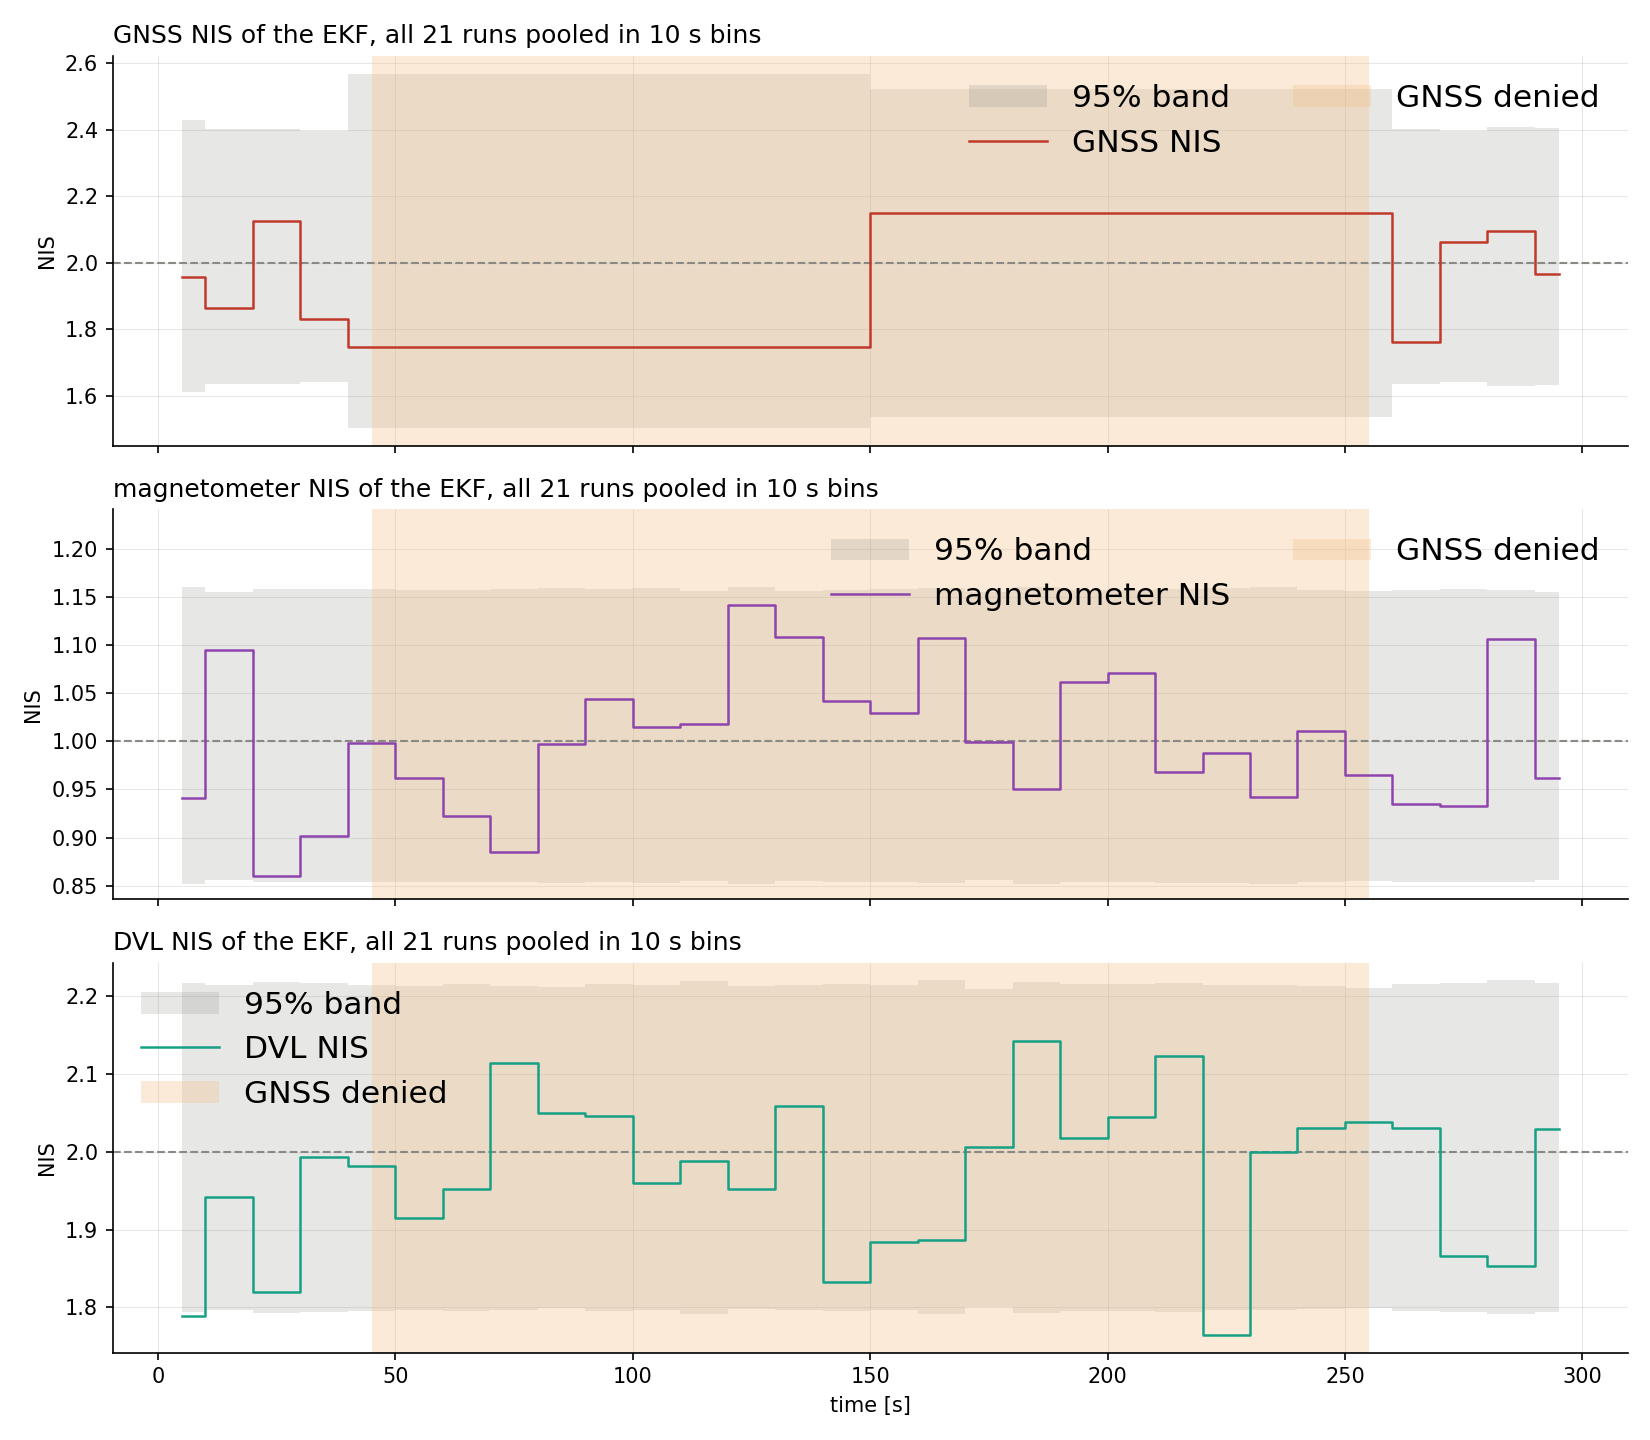 GNSS NIS of the EKF, all 21 runs pooled in 10 s bins
2.6
2.4
2.2
2.0
1.8
1.6
NIS
95% band
GNSS denied
GNSS NIS
magnetometer NIS of the EKF, all 21 runs pooled in 10 s bins
1.20
1.15
1.10
1.05
1.00
0.95
0.90
0.85
NIS
95% band
GNSS denied
magnetometer NIS
DVL NIS of the EKF, all 21 runs pooled in 10 s bins
2.2
2.1
2.0
1.9
1.8
NIS
95% band
DVL NIS
GNSS denied
0 50 100 150 200 250 300
time [s]